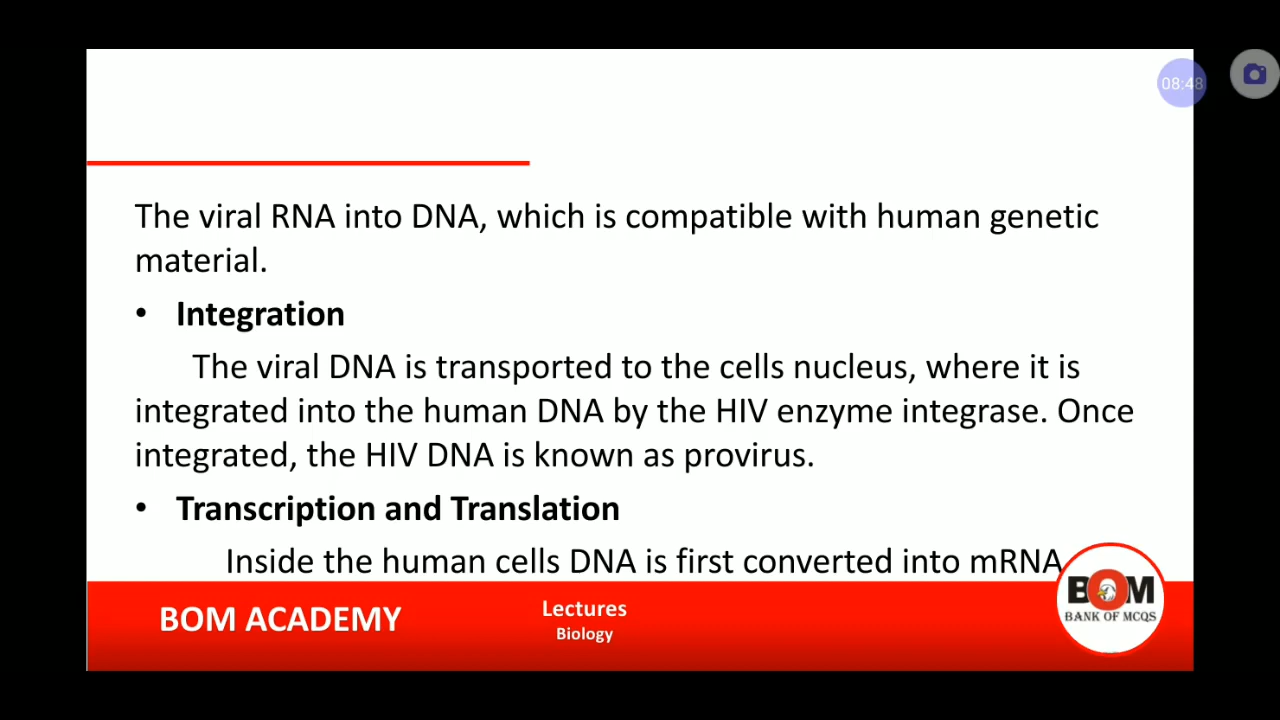 08:48
The viral RNA into DNA, which is compatible with human genetic
material.
• Integration
The viral DNA is transported to the cells nucleus, where it is
integrated into the human DNA by the HIV enzyme integrase. Once
integrated, the HIV DNA is known as provirus.
• Transcription and Translation
Inside the human cells DNA is first converted into mRNA
BOM ACADEMY
Lectures
Biology
BOM
BANK OF MCQS